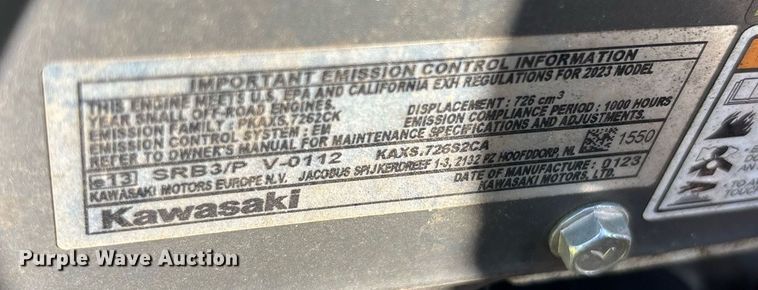 IMPORTANT EMISSION CONTROL INFORMATION
THIS ENGINE MEETS U.S. EPA AND CALIFORNIA EXH REGULATIONS FOR 2023 MODEL
YEAR SMALL OFF-ROAD ENGINES.
EMISSION FAMILY : PKAXS.7262CK DISPLACEMENT : 726 cm³
EMISSION CONTROL SYSTEM : EM EMISSION COMPLIANCE PERIOD : 1000 HOURS
REFER TO OWNER'S MANUAL FOR MAINTENANCE SPECIFICATIONS AND ADJUSTMENTS.
e13 SRB3/P V-0112 KAXS.726S2CA 1550
KAWASAKI MOTORS EUROPE N.V. JACOBUS SPIJKERDREEF 1-3, 2132 PZ HOOFDDORP, NL
DATE OF MANUFACTURE : 0123
Kawasaki KAWASAKI MOTORS, LTD.
TO
Purple Wave Auction